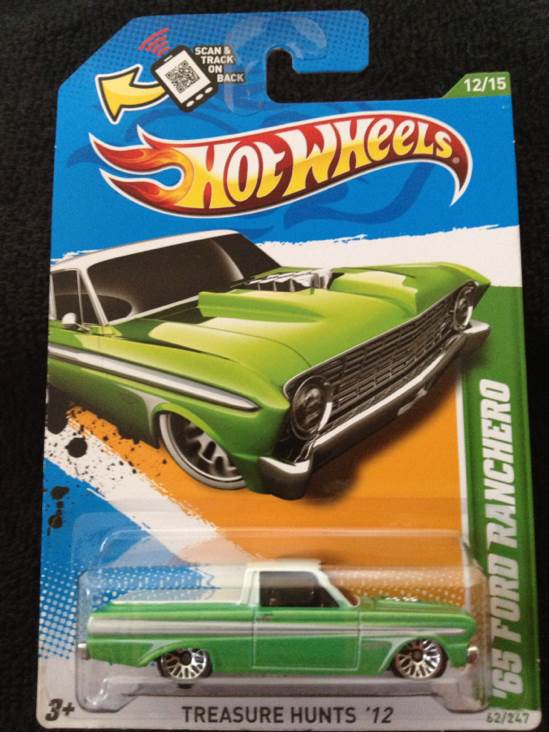 SCAN &
TRACK
ON
BACK
12/15
HOT WHEELS
'65 FORD RANCHERO
3+
TREASURE HUNTS '12
62/247